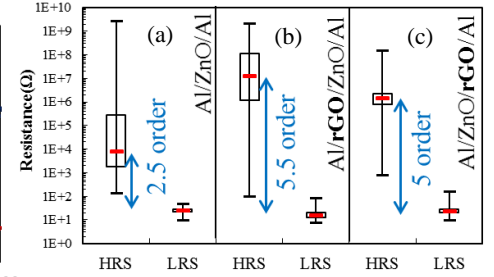 Resistance(Ω)
1E+10
1E+9
1E+8
1E+7
1E+6
1E+5
1E+4
1E+3
1E+2
1E+1
1E+0
(a)
Al/ZnO/Al
2.5 order
(b)
Al/rGO/ZnO/Al
5.5 order
(c)
Al/ZnO/rGO/Al
5 order
HRS LRS HRS LRS HRS LRS